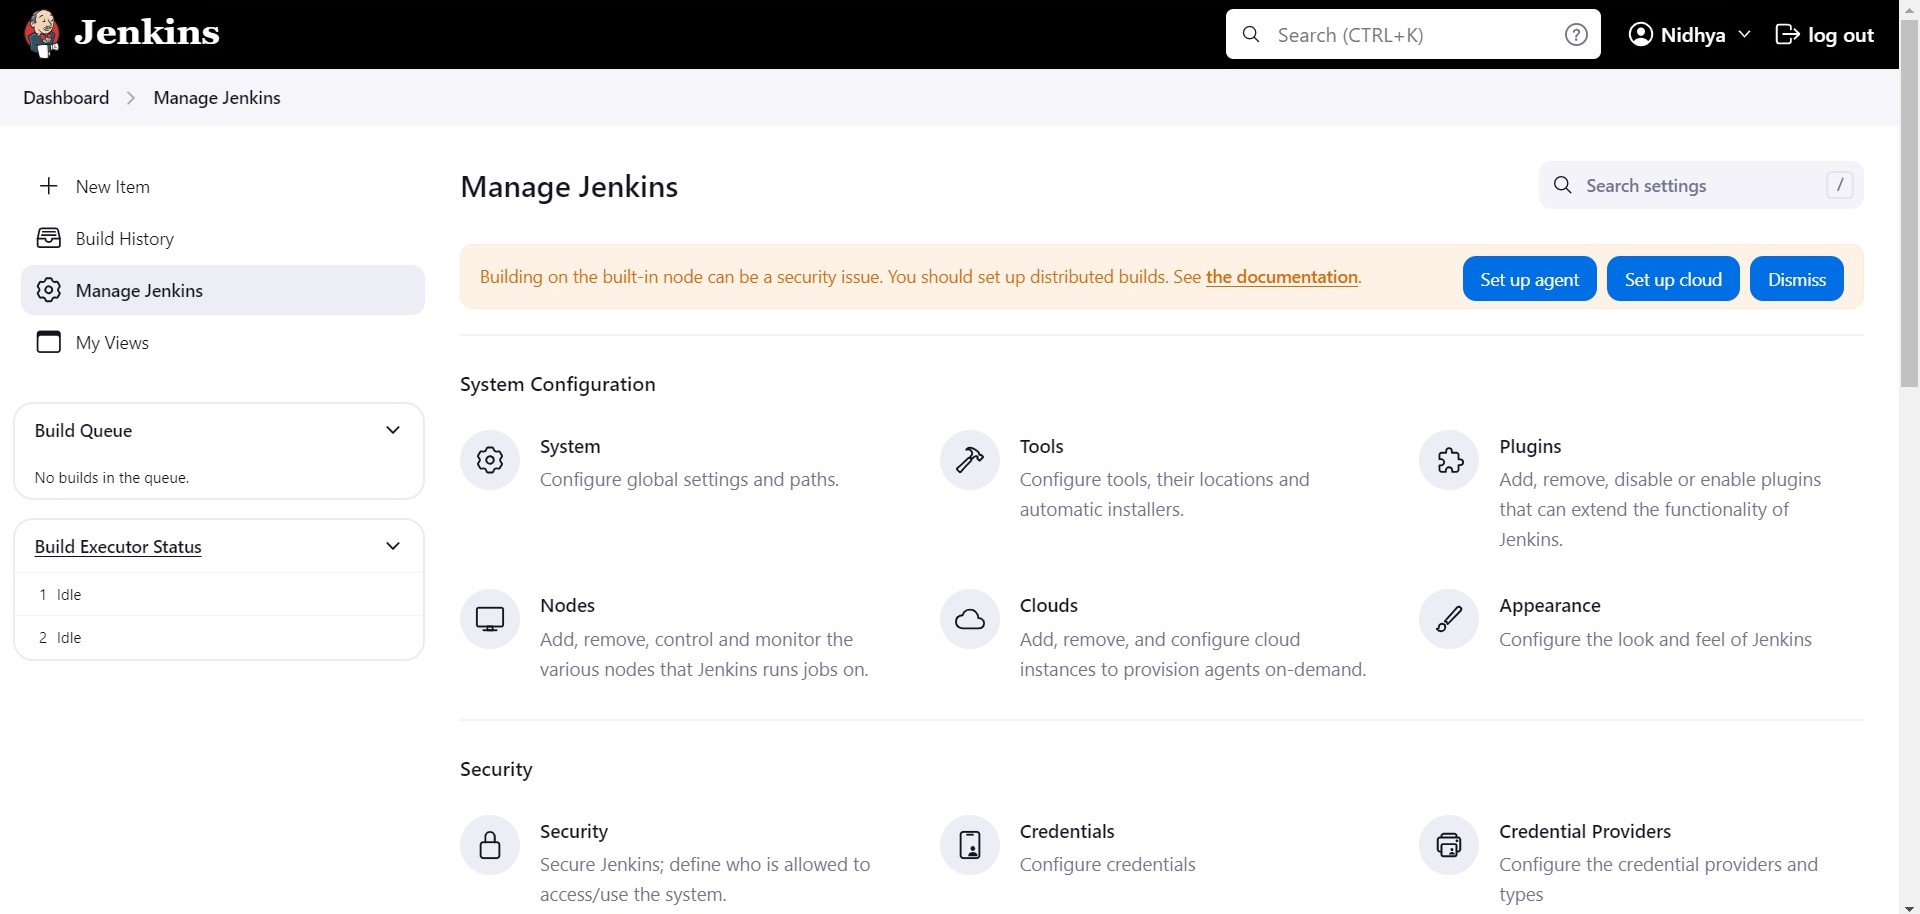 Jenkins
Search (CTRL+K)
?
Nidhya
log out
Dashboard
Manage Jenkins
New Item
Build History
Manage Jenkins
My Views
Build Queue
No builds in the queue.
Build Executor Status
1 Idle
2 Idle
Manage Jenkins
Search settings
/
Building on the built-in node can be a security issue. You should set up distributed builds. See the documentation.
Set up agent
Set up cloud
Dismiss
System Configuration
System
Configure global settings and paths.
Tools
Configure tools, their locations and
automatic installers.
Plugins
Add, remove, disable or enable plugins
that can extend the functionality of
Jenkins.
Nodes
Add, remove, control and monitor the
various nodes that Jenkins runs jobs on.
Clouds
Add, remove, and configure cloud
instances to provision agents on-demand.
Appearance
Configure the look and feel of Jenkins
Security
Security
Secure Jenkins; define who is allowed to
access/use the system.
Credentials
Configure credentials
Credential Providers
Configure the credential providers and
types